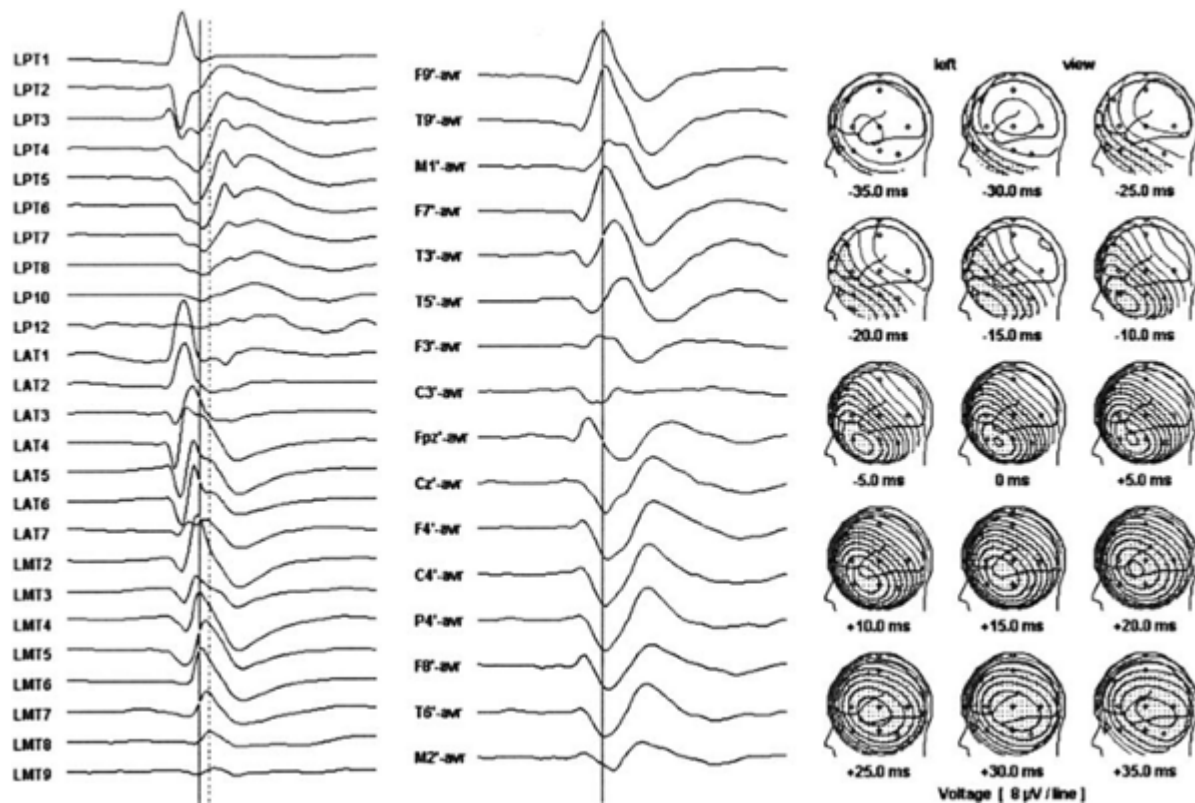 LPT1
LPT2
LPT3
LPT4
LPT5
LPT6
LPT7
LPT8
LP10
LP12
LAT1
LAT2
LAT3
LAT4
LAT5
LAT6
LAT7
LMT2
LMT3
LMT4
LMT5
LMT6
LMT7
LMT8
LMT9
F9'-avr
T9'-avr
M1'-avr
F7'-avr
T3'-avr
T5'-avr
F3'-avr
C3'-avr
Fpz'-avr
Cz'-avr
F4'-avr
C4'-avr
P4'-avr
F8'-avr
T6'-avr
M2'-avr
left view
-35.0 ms -30.0 ms -25.0 ms
-20.0 ms -15.0 ms -10.0 ms
-5.0 ms 0 ms +5.0 ms
+10.0 ms +15.0 ms +20.0 ms
+25.0 ms +30.0 ms +35.0 ms
Voltage [ 8 µV / line ]